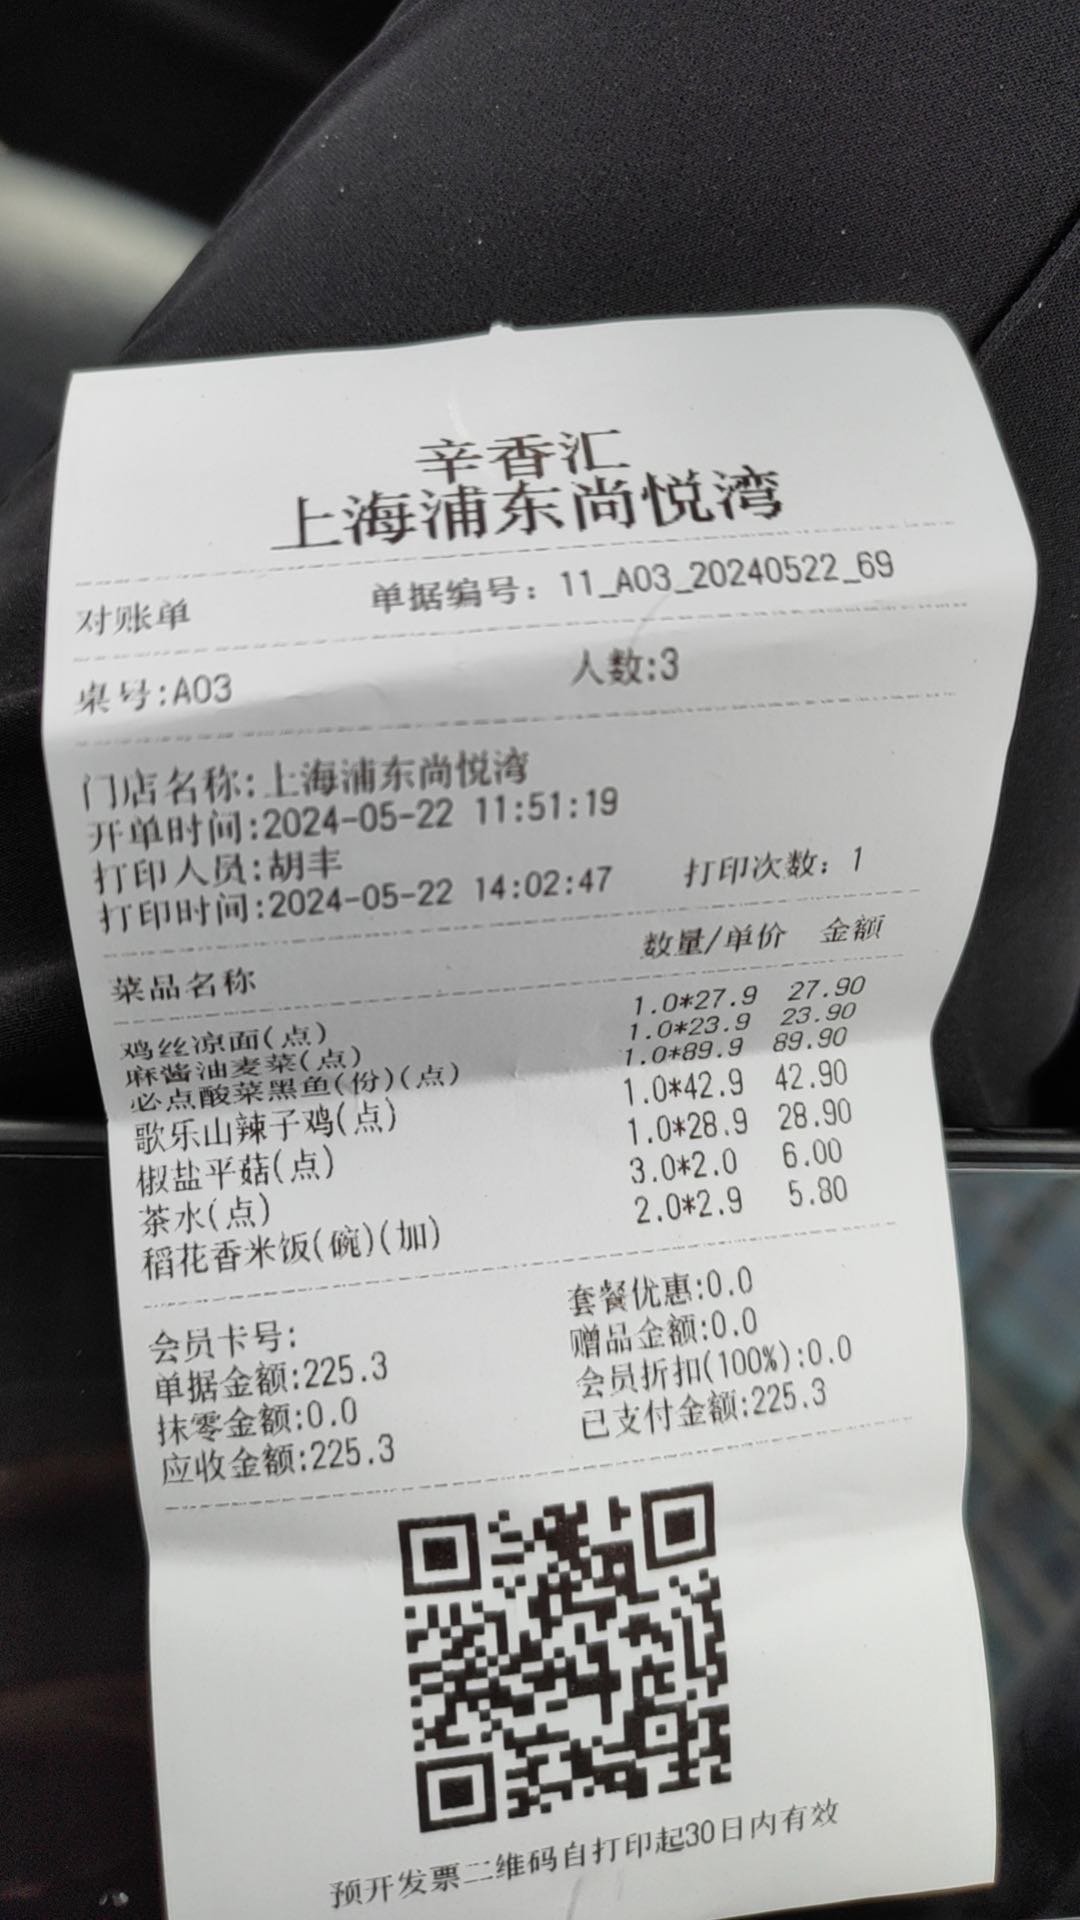 辛香汇
上海浦东尚悦湾
对账单 单据编号：11_A03_20240522_69
桌号:A03 人数:3
门店名称:上海浦东尚悦湾
开单时间:2024-05-22 11:51:19
打印人员:胡丰
打印时间:2024-05-22 14:02:47 打印次数：1
菜品名称 数量/单价 金额
鸡丝凉面(点) 1.0*27.9 27.90
麻酱油麦菜(点) 1.0*23.9 23.90
必点酸菜黑鱼(份)(点) 1.0*89.9 89.90
歌乐山辣子鸡(点) 1.0*42.9 42.90
椒盐平菇(点) 1.0*28.9 28.90
茶水(点) 3.0*2.0 6.00
稻花香米饭(碗)(加) 2.0*2.9 5.80
会员卡号: 套餐优惠:0.0
单据金额:225.3 赠品金额:0.0
抹零金额:0.0 会员折扣(100%):0.0
应收金额:225.3 已支付金额:225.3
预开发票二维码自打印起30日内有效